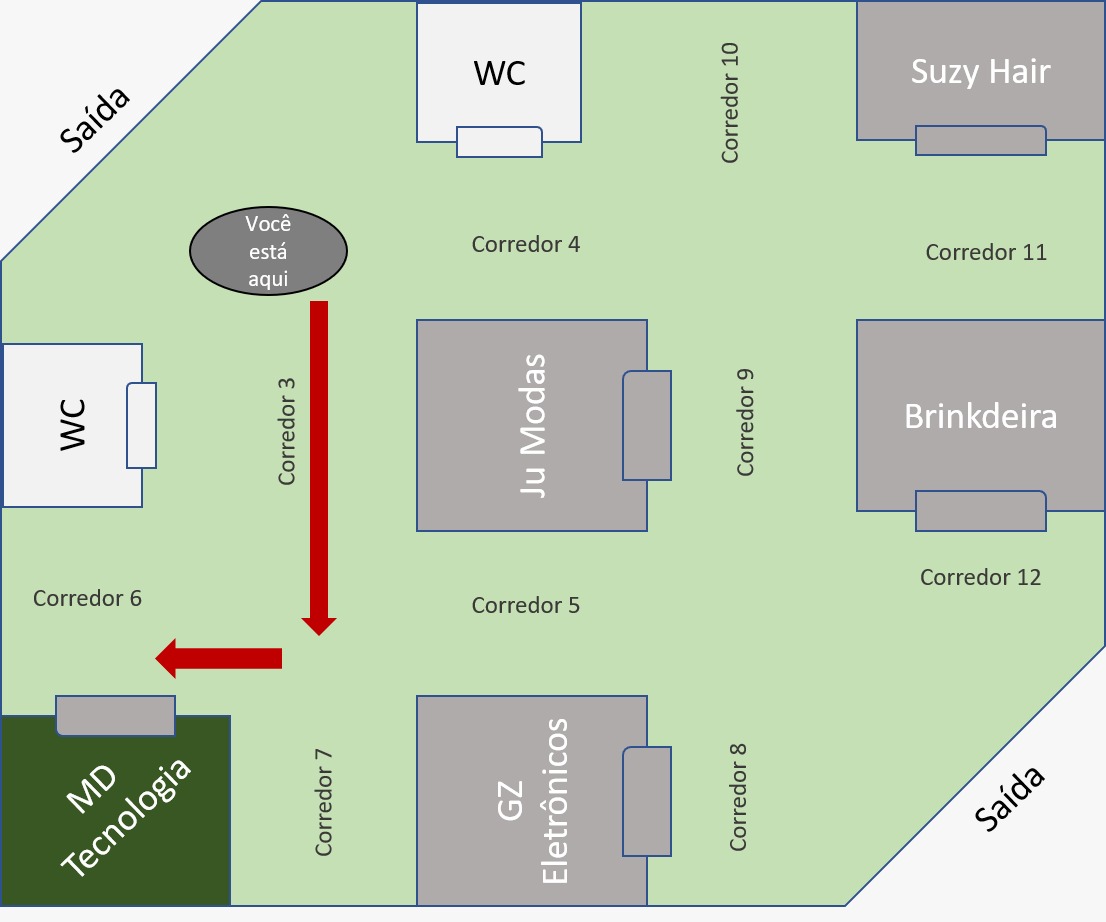 WC
Corredor 10
Suzy Hair
Saída
Você
está
aqui
Corredor 4
Corredor 11
WC
Corredor 3
Ju Modas
Corredor 9
Brinkdeira
Corredor 6
Corredor 5
Corredor 12
MD
Tecnologia
Corredor 7
GZ
Eletrônicos
Corredor 8
Saída